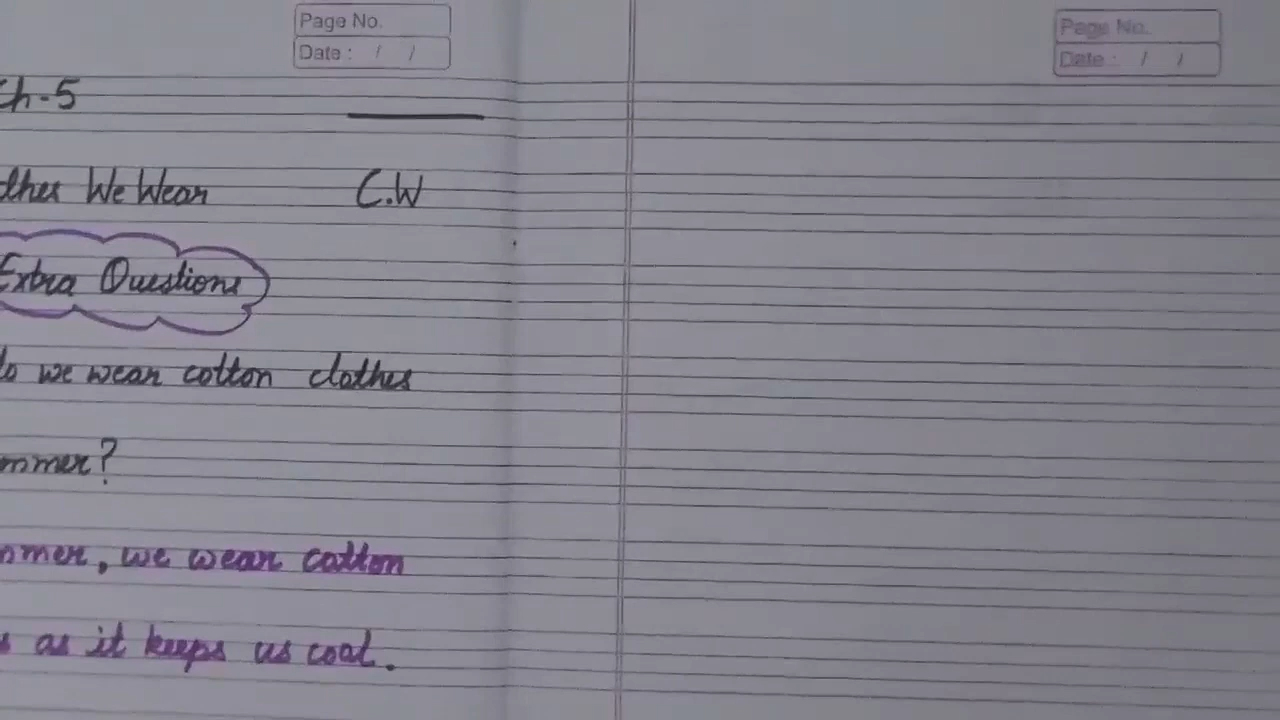 Page No.
Date : / /
Page No.
Date : / /
Ch-5
We Wear C.W
Extra Questions
we wear cotton clothes
mmer?
mmer, we wear cotton
as it keeps us cool.